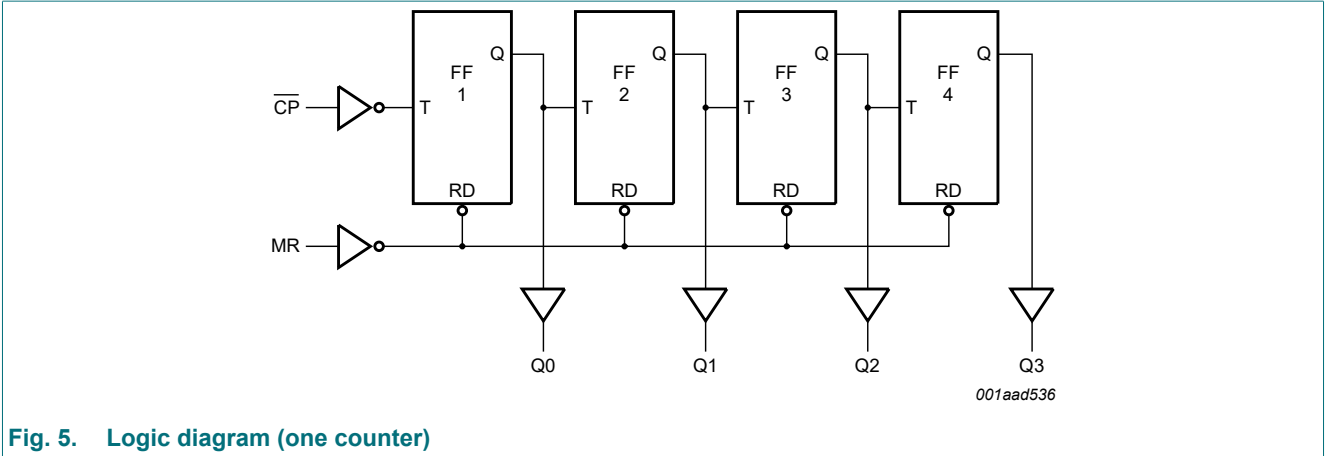 Q Q Q Q
FF FF FF FF
1 2 3 4
C̅P̅ T T T T
RD RD RD RD
MR
Q0 Q1 Q2 Q3
001aad536
Fig. 5. Logic diagram (one counter)